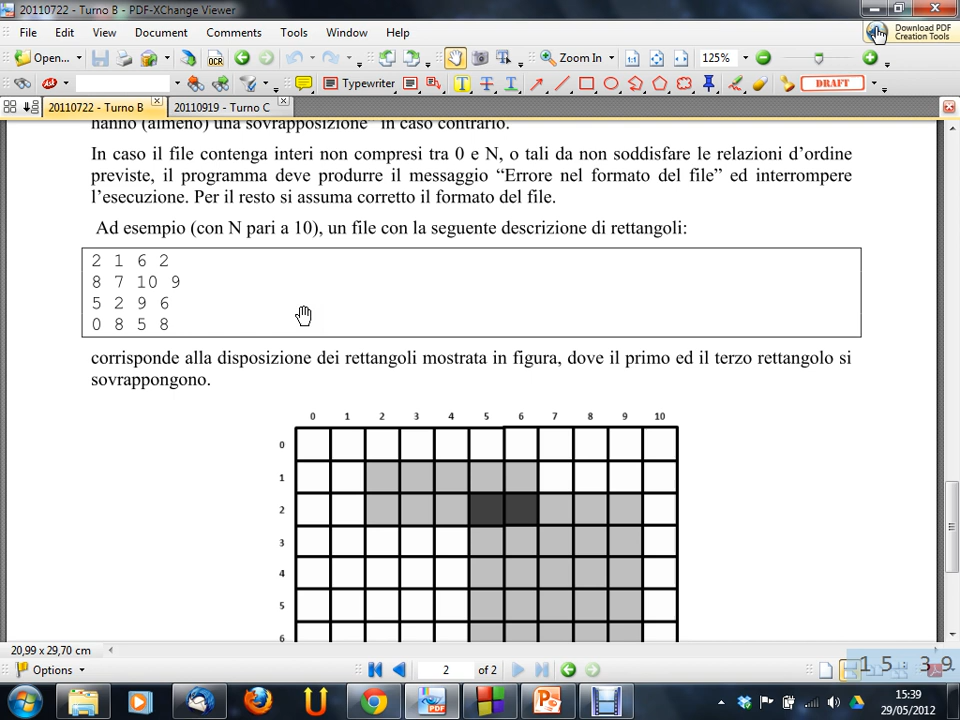 20110722 - Turno B - PDF-XChange Viewer
File Edit View Document Comments Tools Window Help
Download PDF
Creation Tools
Open... OCR Zoom In 125%
Typewriter DRAFT
20110722 - Turno B 20110919 - Turno C
hanno (almeno) una sovrapposizione" in caso contrario.
In caso il file contenga interi non compresi tra 0 e N, o tali da non soddisfare le relazioni d'ordine
previste, il programma deve produrre il messaggio "Errore nel formato del file" ed interrompere
l'esecuzione. Per il resto si assuma corretto il formato del file.
Ad esempio (con N pari a 10), un file con la seguente descrizione di rettangoli:
2 1 6 2
8 7 10 9
5 2 9 6
0 8 5 8
corrisponde alla disposizione dei rettangoli mostrata in figura, dove il primo ed il terzo rettangolo si
sovrappongono.
0 1 2 3 4 5 6 7 8 9 10
0
1
2
3
4
5
6
20,99 x 29,70 cm
Options 2 of 2
15:39
15:39
29/05/2012